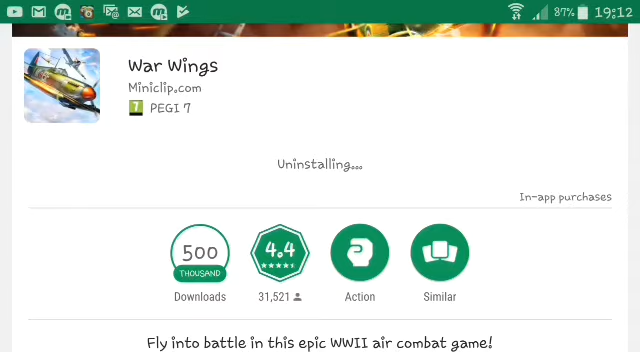 87% 19:12
War Wings
Miniclip.com
7 PEGI 7
Uninstalling...
In-app purchases
500
THOUSAND
4.4
Downloads
31,521
Action
Similar
Fly into battle in this epic WWII air combat game!